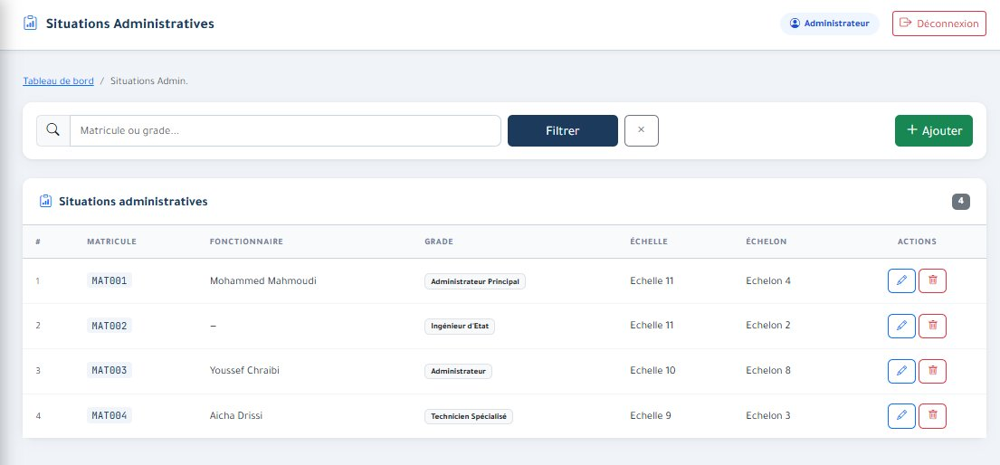 Situations Administratives
Administrateur
Déconnexion
Tableau de bord / Situations Admin.
Matricule ou grade...
Filtrer
×
+ Ajouter
Situations administratives
4
# MATRICULE FONCTIONNAIRE GRADE ÉCHELLE ÉCHELON ACTIONS
1 MAT001 Mohammed Mahmoudi Administrateur Principal Echelle 11 Echelon 4
2 MAT002 – Ingénieur d'Etat Echelle 11 Echelon 2
3 MAT003 Youssef Chraibi Administrateur Echelle 10 Echelon 8
4 MAT004 Aicha Drissi Technicien Spécialisé Echelle 9 Echelon 3